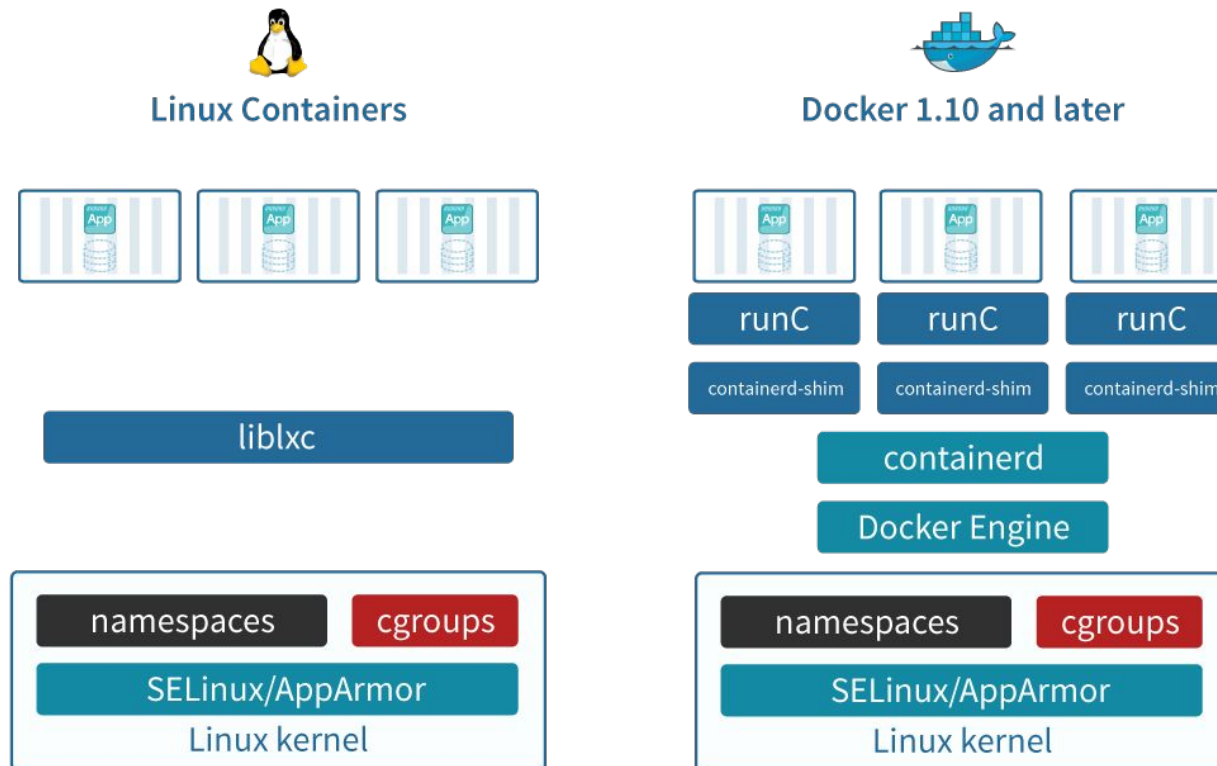 Linux Containers
App
App
App
liblxc
namespaces
cgroups
SELinux/AppArmor
Linux kernel
Docker 1.10 and later
App
App
App
runC
runC
runC
containerd-shim
containerd-shim
containerd-shim
containerd
Docker Engine
namespaces
cgroups
SELinux/AppArmor
Linux kernel